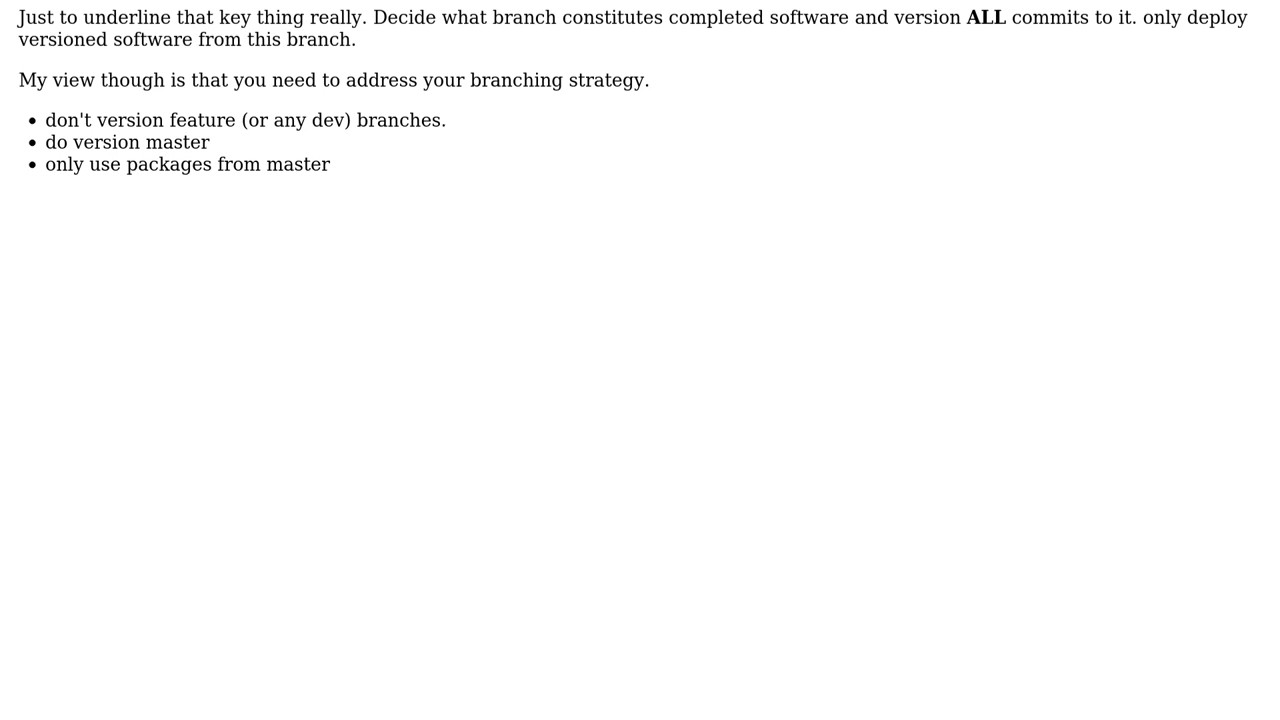 Just to underline that key thing really. Decide what branch constitutes completed software and version ALL commits to it. only deploy
versioned software from this branch.
My view though is that you need to address your branching strategy.
• don't version feature (or any dev) branches.
• do version master
• only use packages from master